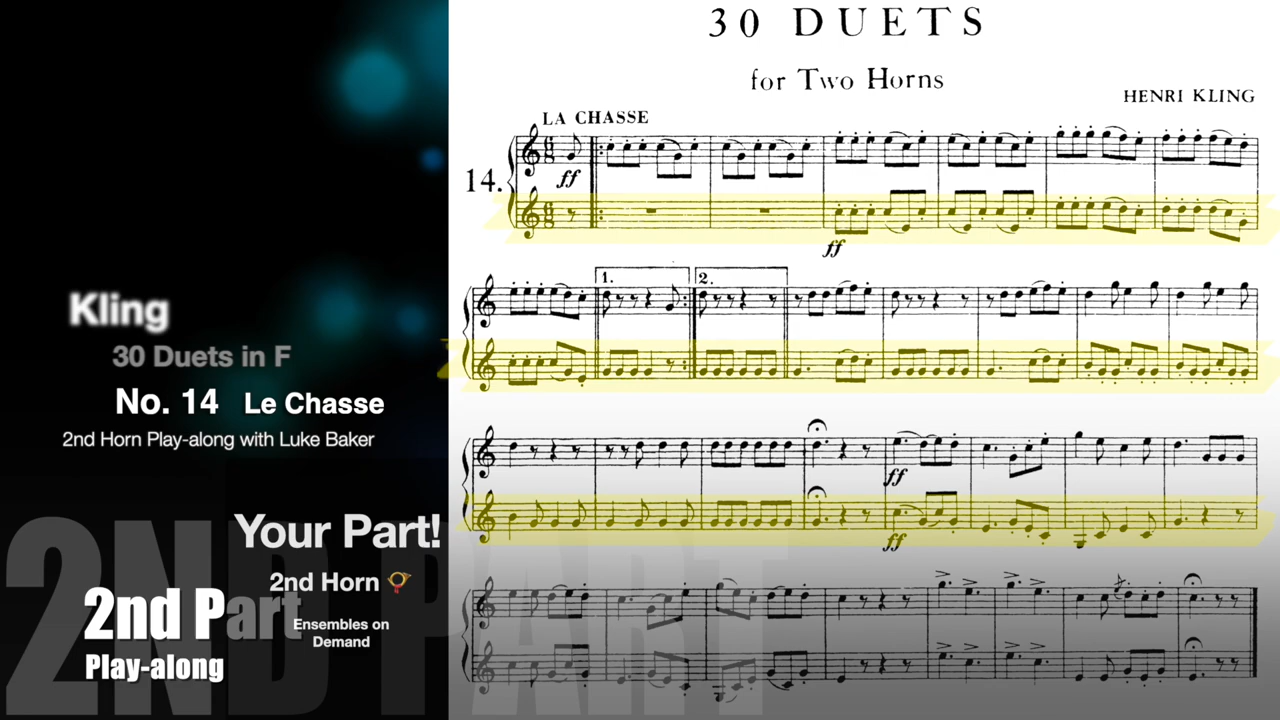 Kling
30 Duets in F
No. 14 Le Chasse
2nd Horn Play-along with Luke Baker
2ND PART
Your Part!
2nd Horn
2nd Part
Ensembles on
Demand
Play-along
30 DUETS
for Two Horns
HENRI KLING
LA CHASSE
14.
ff
ff
1.
2.
ff
ff